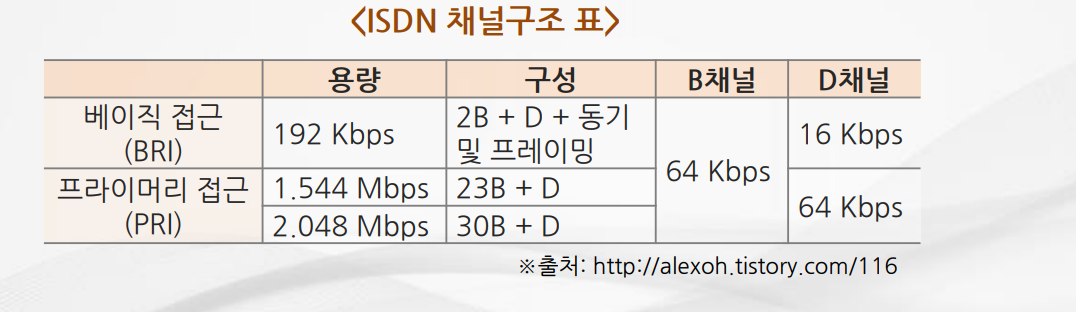 <ISDN 채널구조 표>
용량 구성 B채널 D채널
베이직 접근
(BRI)
192 Kbps
2B + D + 동기
및 프레이밍
64 Kbps
16 Kbps
프라이머리 접근
(PRI)
1.544 Mbps 23B + D
2.048 Mbps 30B + D
64 Kbps
※출처: http://alexoh.tistory.com/116